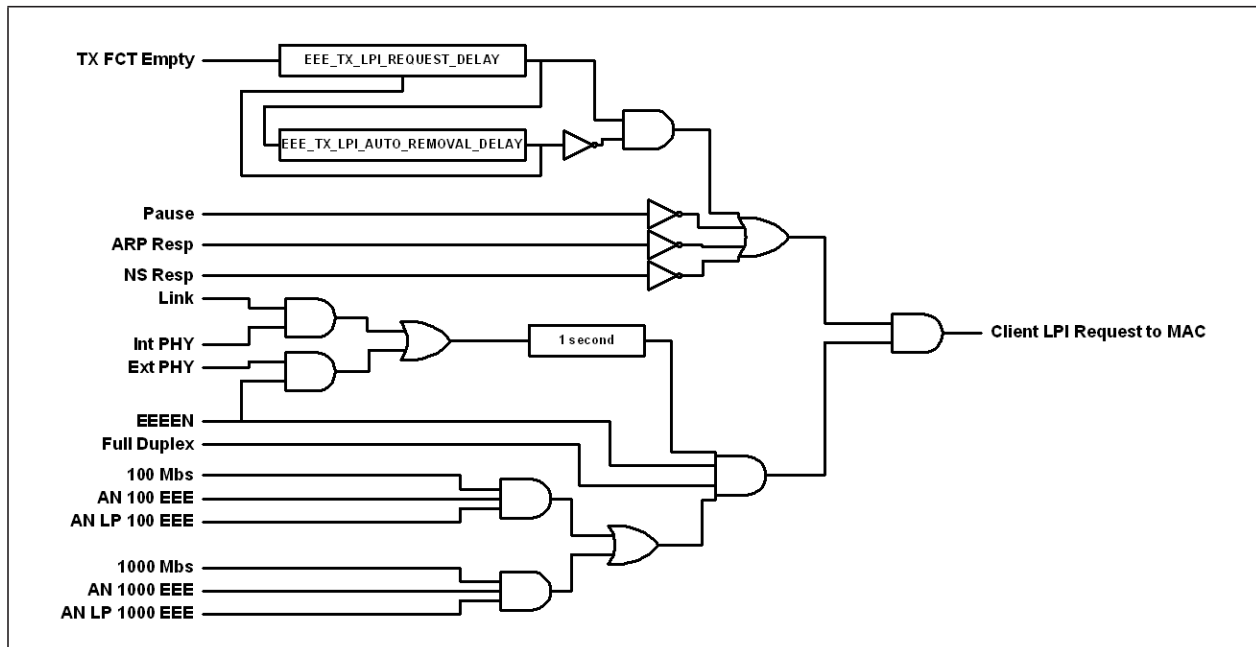 TX FCT Empty
EEE_TX_LPI_REQUEST_DELAY
EEE_TX_LPI_AUTO_REMOVAL_DELAY
Pause
ARP Resp
NS Resp
Link
Int PHY
Ext PHY
1 second
Client LPI Request to MAC
EEEEN
Full Duplex
100 Mbs
AN 100 EEE
AN LP 100 EEE
1000 Mbs
AN 1000 EEE
AN LP 1000 EEE